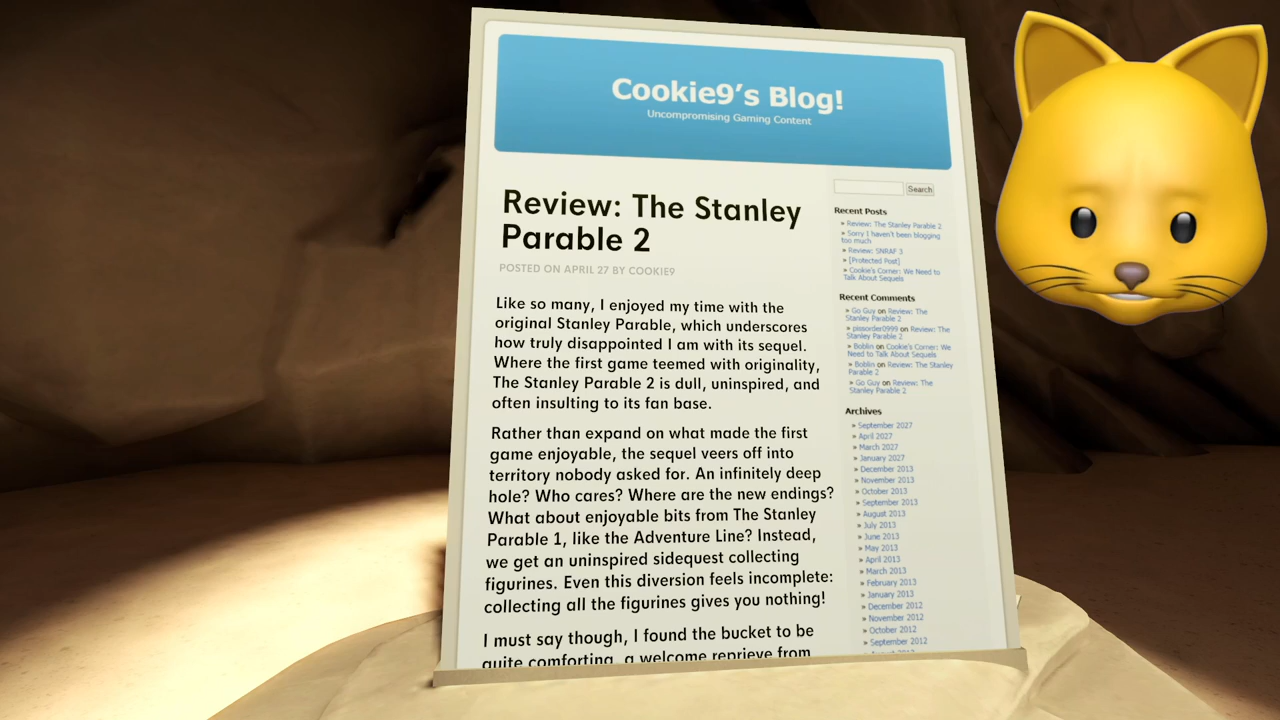 Cookie9's Blog!
Uncompromising Gaming Content
Review: The Stanley
Parable 2
POSTED ON APRIL 27 BY COOKIE9
Like so many, I enjoyed my time with the
original Stanley Parable, which underscores
how truly disappointed I am with its sequel.
Where the first game teemed with originality,
The Stanley Parable 2 is dull, uninspired, and
often insulting to its fan base.
Rather than expand on what made the first
game enjoyable, the sequel veers off into
territory nobody asked for. An infinitely deep
hole? Who cares? Where are the new endings?
What about enjoyable bits from The Stanley
Parable 1, like the Adventure Line? Instead,
we get an uninspired sidequest collecting
figurines. Even this diversion feels incomplete:
collecting all the figurines gives you nothing!
I must say though, I found the bucket to be
quite comforting, a welcome reprieve from
Search
Recent Posts
» Review: The Stanley Parable 2
» Sorry I haven't been blogging
too much
» Review: SNRAF 3
» [Protected Post]
» Cookie's Corner: We Need to
Talk About Sequels
Recent Comments
» Go Guy on Review: The
Stanley Parable 2
» pissorder0999 on Review: The
Stanley Parable 2
» Boblin on Cookie's Corner: We
Need to Talk About Sequels
» Boblin on Review: The Stanley
Parable 2
» Go Guy on Review: The
Stanley Parable 2
Archives
» September 2027
» April 2027
» March 2027
» January 2027
» December 2013
» November 2013
» October 2013
» September 2013
» August 2013
» July 2013
» June 2013
» May 2013
» April 2013
» March 2013
» February 2013
» January 2013
» December 2012
» November 2012
» October 2012
» September 2012